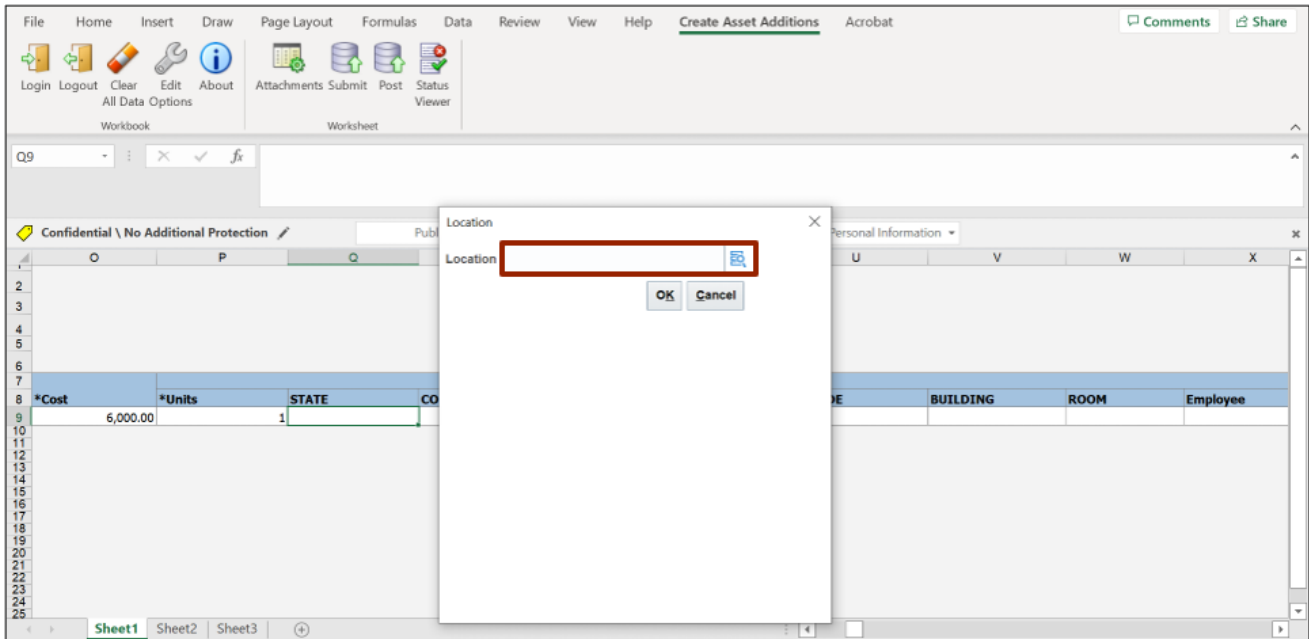 File Home Insert Draw Page Layout Formulas Data Review View Help Create Asset Additions Acrobat Comments Share
Login Logout Clear Edit About Attachments Submit Post Status
All Data Options Viewer
Workbook Worksheet
Q9 fx
Location
Confidential \ No Additional Protection Publ Personal Information
Location
O P Q U V W X
OK Cancel
2
3
4
5
6
7
8 *Cost *Units STATE CO DE BUILDING ROOM Employee
9 6,000.00 1
10
11
12
13
14
15
16
17
18
19
20
21
22
23
24
25
Sheet1 Sheet2 Sheet3